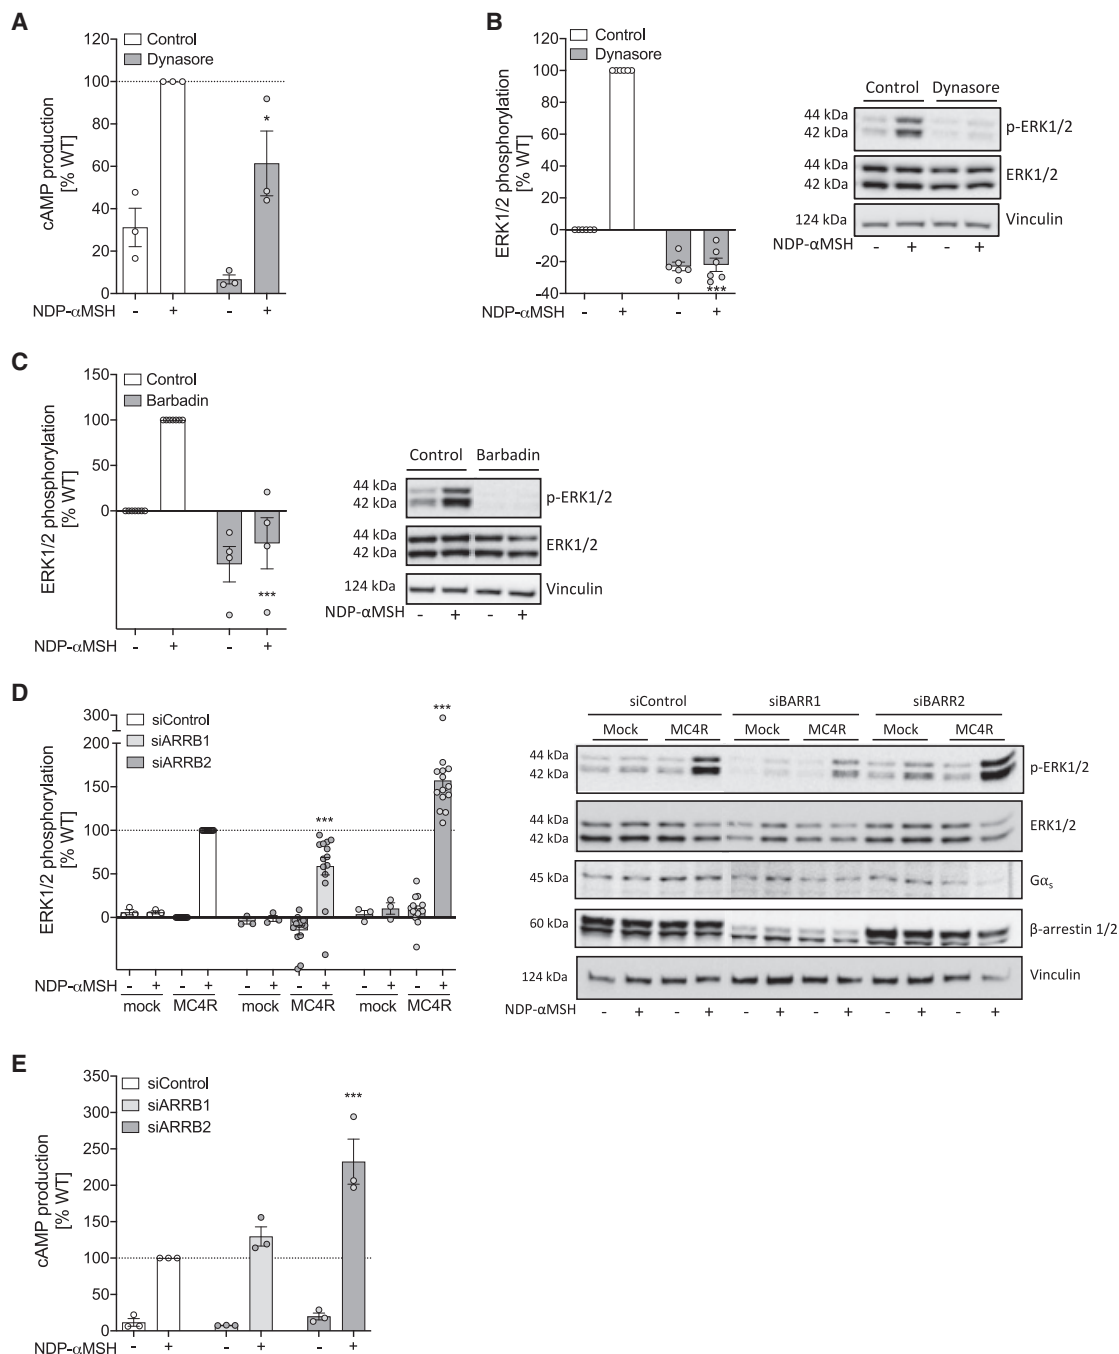 A
cAMP production
[% WT]
120
100
80
60
40
20
0
Control
Dynasore
*
NDP-αMSH
- + - +
B
ERK1/2 phosphorylation
[% WT]
120
100
80
60
40
20
0
-20
-40
Control
Dynasore
***
NDP-αMSH
- + - +
Control Dynasore
44 kDa
42 kDa
p-ERK1/2
44 kDa
42 kDa
ERK1/2
124 kDa
Vinculin
NDP-αMSH - + - +
C
ERK1/2 phosphorylation
[% WT]
150
100
50
0
Control
Barbadin
***
NDP-αMSH
- + - +
Control Barbadin
44 kDa
42 kDa
p-ERK1/2
44 kDa
42 kDa
ERK1/2
124 kDa
Vinculin
NDP-αMSH - + - +
D
ERK1/2 phosphorylation
[% WT]
300
200
150
100
50
0
siControl
siARRB1
siARRB2
***
***
NDP-αMSH - + - + - + - + - + - +
mock MC4R mock MC4R mock MC4R
siControl siBARR1 siBARR2
Mock MC4R Mock MC4R Mock MC4R
44 kDa
42 kDa
p-ERK1/2
44 kDa
42 kDa
ERK1/2
45 kDa
Gαs
60 kDa
β-arrestin 1/2
124 kDa
Vinculin
NDP-αMSH - + - + - + - + - + - +
E
cAMP production
[% WT]
350
300
250
200
150
100
50
0
siControl
siARRB1
siARRB2
***
NDP-αMSH - + - + - +